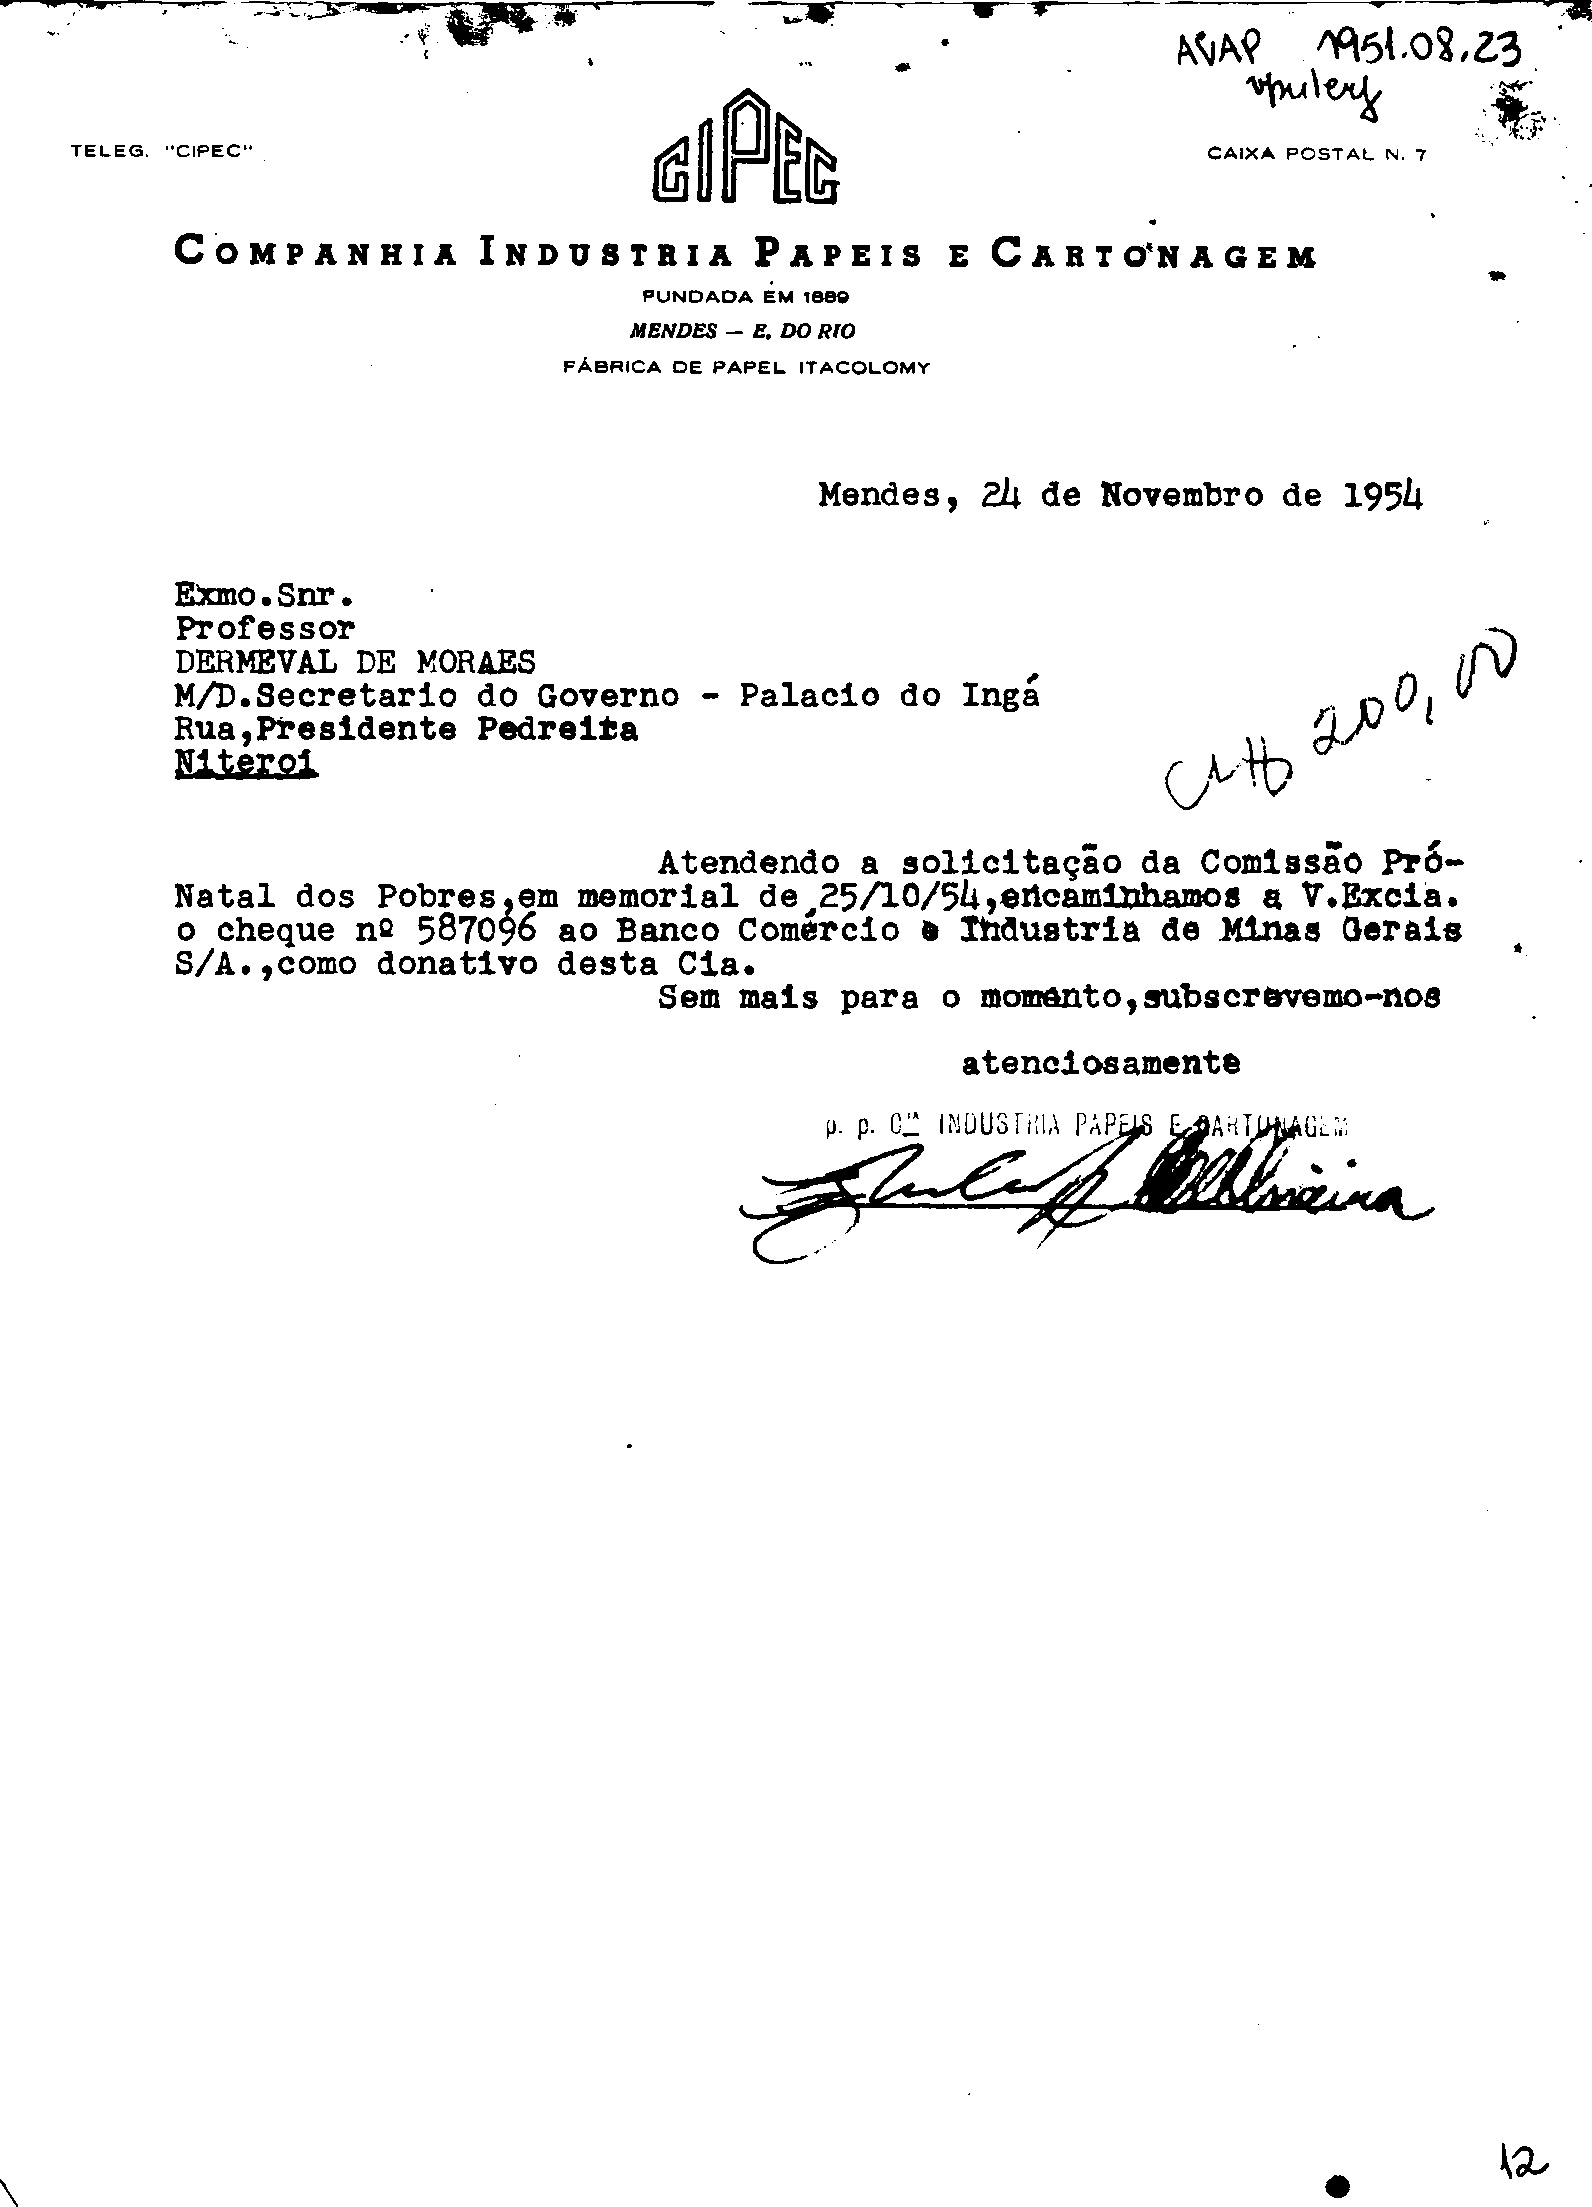 ASAP 1951.08.23
TELEG. "CIPEC"
CIPEC
CAIXA POSTAL N. 7
COMPANHIA INDUSTRIA PAPEIS E CARTONAGEM
FUNDADA EM 1889
MENDES — E. DO RIO
FÁBRICA DE PAPEL ITACOLOMY
Mendes, 24 de Novembro de 1954
Exmo.Snr.
Professor
DERMEVAL DE MORAES
M/D.Secretario do Governo - Palacio do Ingá
Rua,Presidente Pedreita
Niteroi
200,00
Atendendo a solicitação da Comissão Pró-
Natal dos Pobres,em memorial de 25/10/54,encaminhamos a V.Excia.
o cheque nº 587096 ao Banco Comércio e Industria de Minas Gerais
S/A.,como donativo desta Cia.
Sem mais para o momento,subscrevemo-nos
atenciosamente
p. p. Cia INDUSTRIA PAPEIS E CARTONAGEM
12